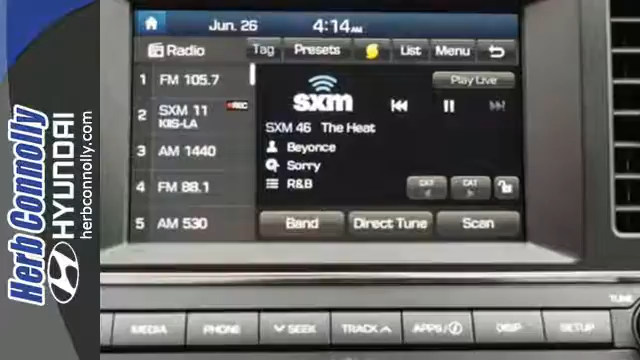 Herb Connolly
HYUNDAI
herbconnolly.com
Jun. 26 4:14 AM
Radio Tag Presets List Menu
1 FM 105.7
2 SXM 11 REC
KIIS-LA
3 AM 1440
4 FM 88.1
5 AM 530
sxm
Play Live
SXM 46 The Heat
Beyonce
Sorry
R&B
CAT CAT
Band Direct Tune Scan
TUNE
MEDIA PHONE SEEK TRACK APPS/i DISP SETUP